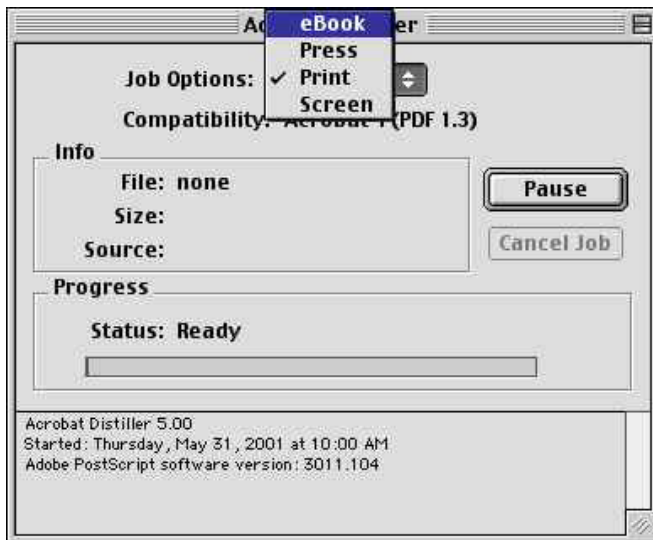 eBook
Press
Job Options: ✓ Print
Screen
Compatibility: (PDF 1.3)
Info
File: none
Size:
Source:
Pause
Cancel Job
Progress
Status: Ready
Acrobat Distiller 5.00
Started: Thursday, May 31, 2001 at 10:00 AM
Adobe PostScript software version: 3011.104